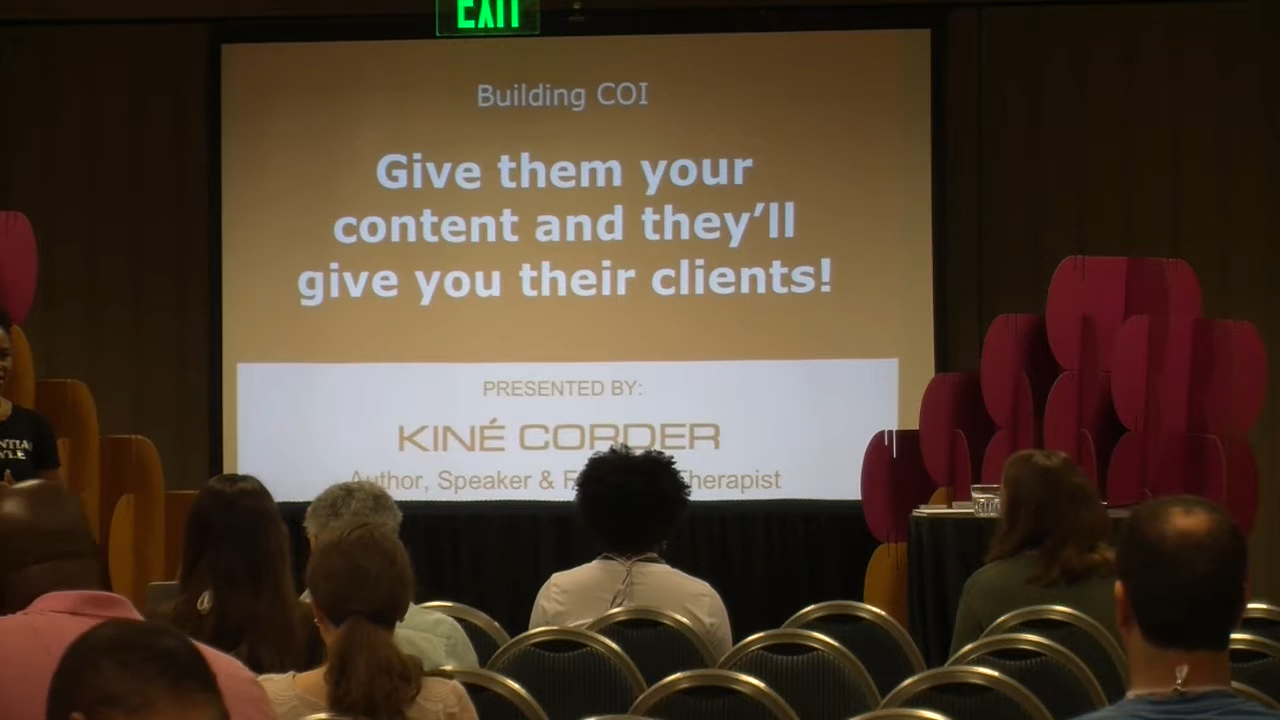 EXIT
Building COI
Give them your
content and they’ll
give you their clients!
PRESENTED BY:
KINÉ CORDER
Author, Speaker & Therapist